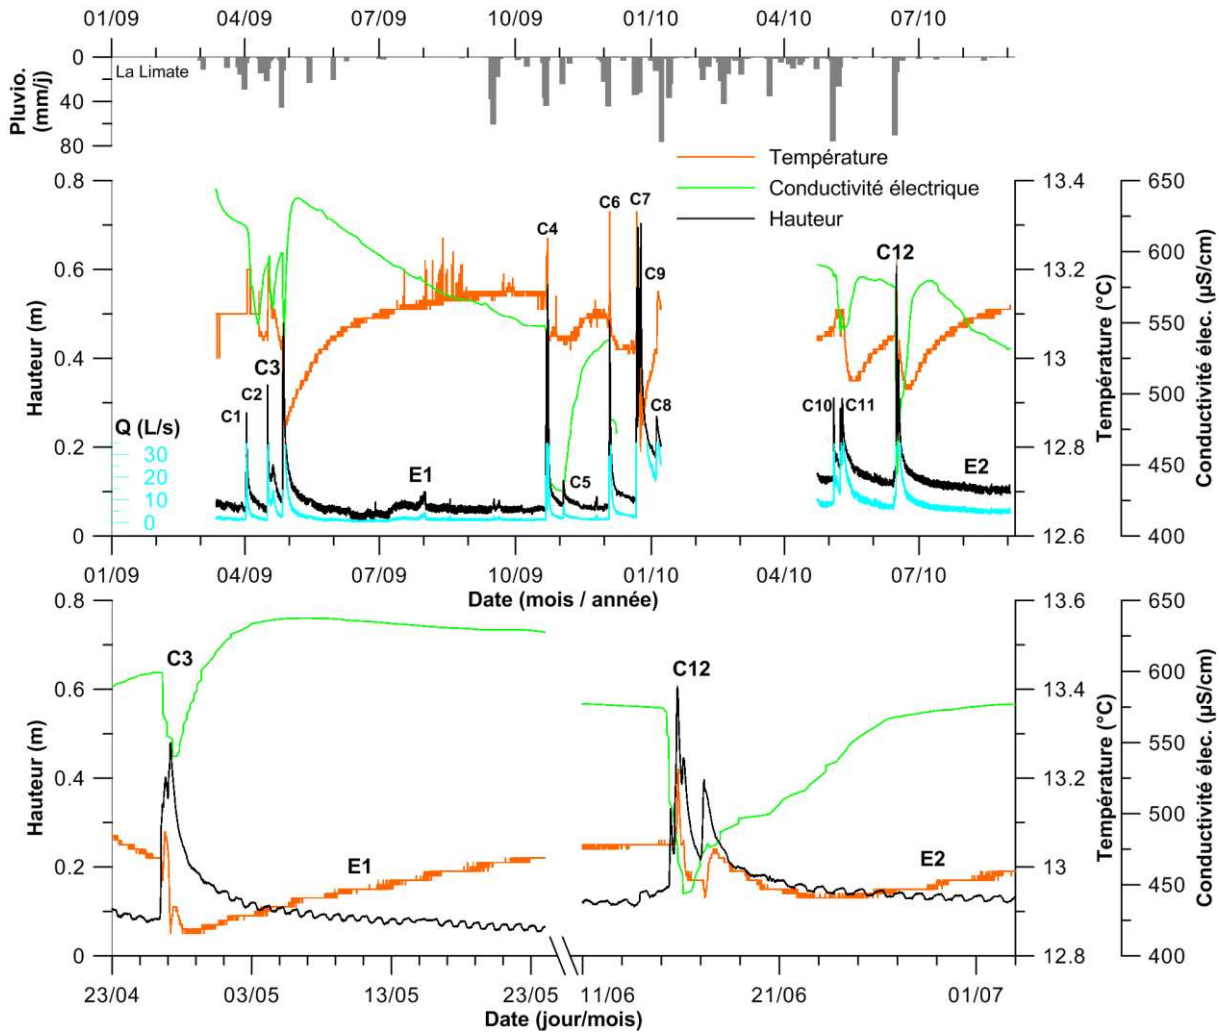 01/09 04/09 07/09 10/09 01/10 04/10 07/10
Pluvio.
(mm/j)
0
40
80
La Limate
Température
Conductivité électrique
Hauteur
Hauteur (m)
0.8
0.6
0.4
0.2
0
Q (L/s)
30
20
10
0
C1 C2 C3 E1 C4 C5 C6 C7 C9 C8 C10 C11 C12 E2
13.4
13.2
13
12.8
12.6
Température (°C)
650
600
550
500
450
400
Conductivité élec. (µS/cm)
01/09 04/09 07/09 10/09 01/10 04/10 07/10
Date (mois / année)
Hauteur (m)
0.8
0.6
0.4
0.2
0
C3 E1 C12 E2
13.6
13.4
13.2
13
12.8
Température (°C)
650
600
550
500
450
400
Conductivité élec. (µS/cm)
23/04 03/05 13/05 23/05 11/06 21/06 01/07
Date (jour/mois)